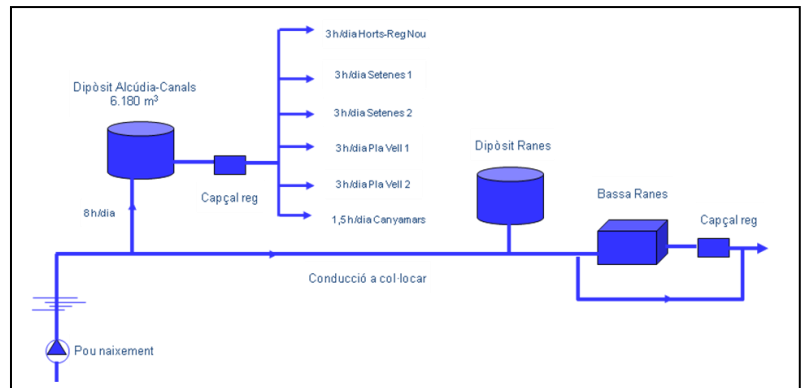 3 h/dia Horts-Reg Nou
3 h/dia Setenes 1
3 h/dia Setenes 2
3 h/dia Pla Vell 1
3 h/dia Pla Vell 2
1,5 h/dia Canyamars
Dipòsit Alcúdia-Canals
6.180 m³
Capçal reg
8 h/dia
Dipòsit Ranes
Bassa Ranes
Capçal reg
Conducció a col·locar
Pou naixement